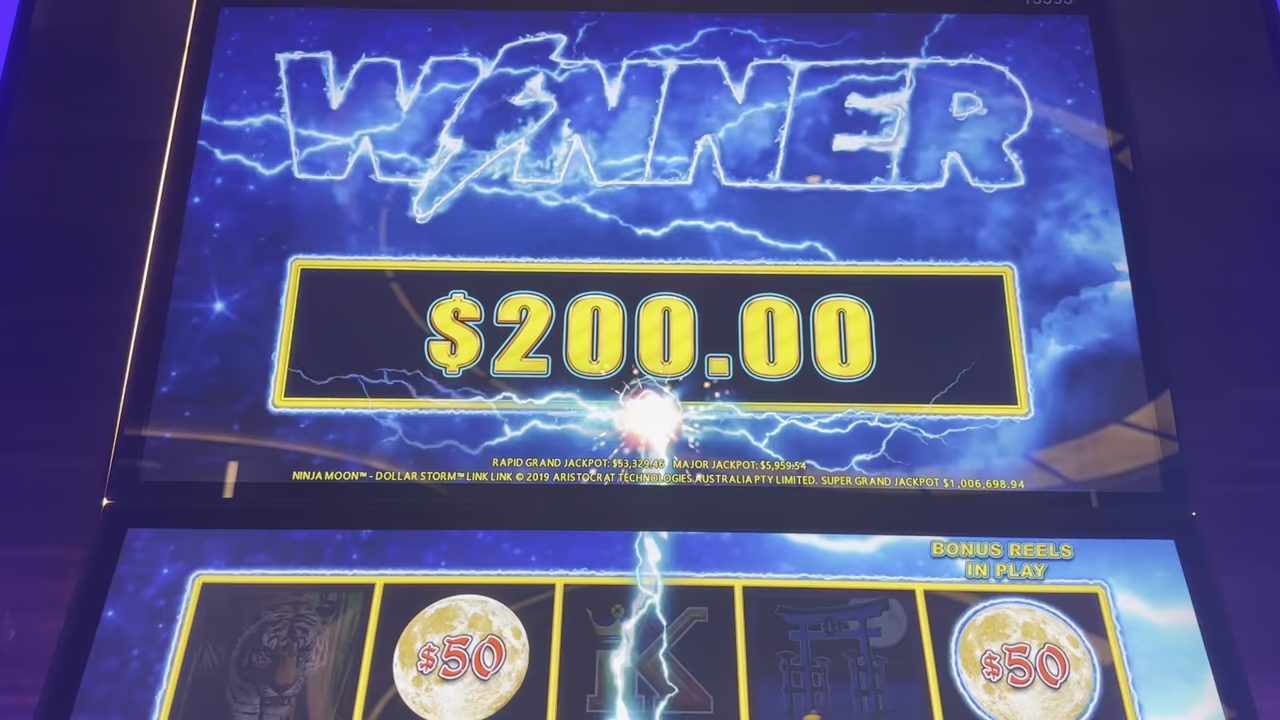 WINNER
$200.00
RAPID GRAND JACKPOT: $53,329.46 MAJOR JACKPOT: $5,959.54
NINJA MOON™ - DOLLAR STORM™ LINK LINK © 2019 ARISTOCRAT TECHNOLOGIES AUSTRALIA PTY LIMITED. SUPER GRAND JACKPOT $1,006,698.94
BONUS REELS
IN PLAY
$50 K $50